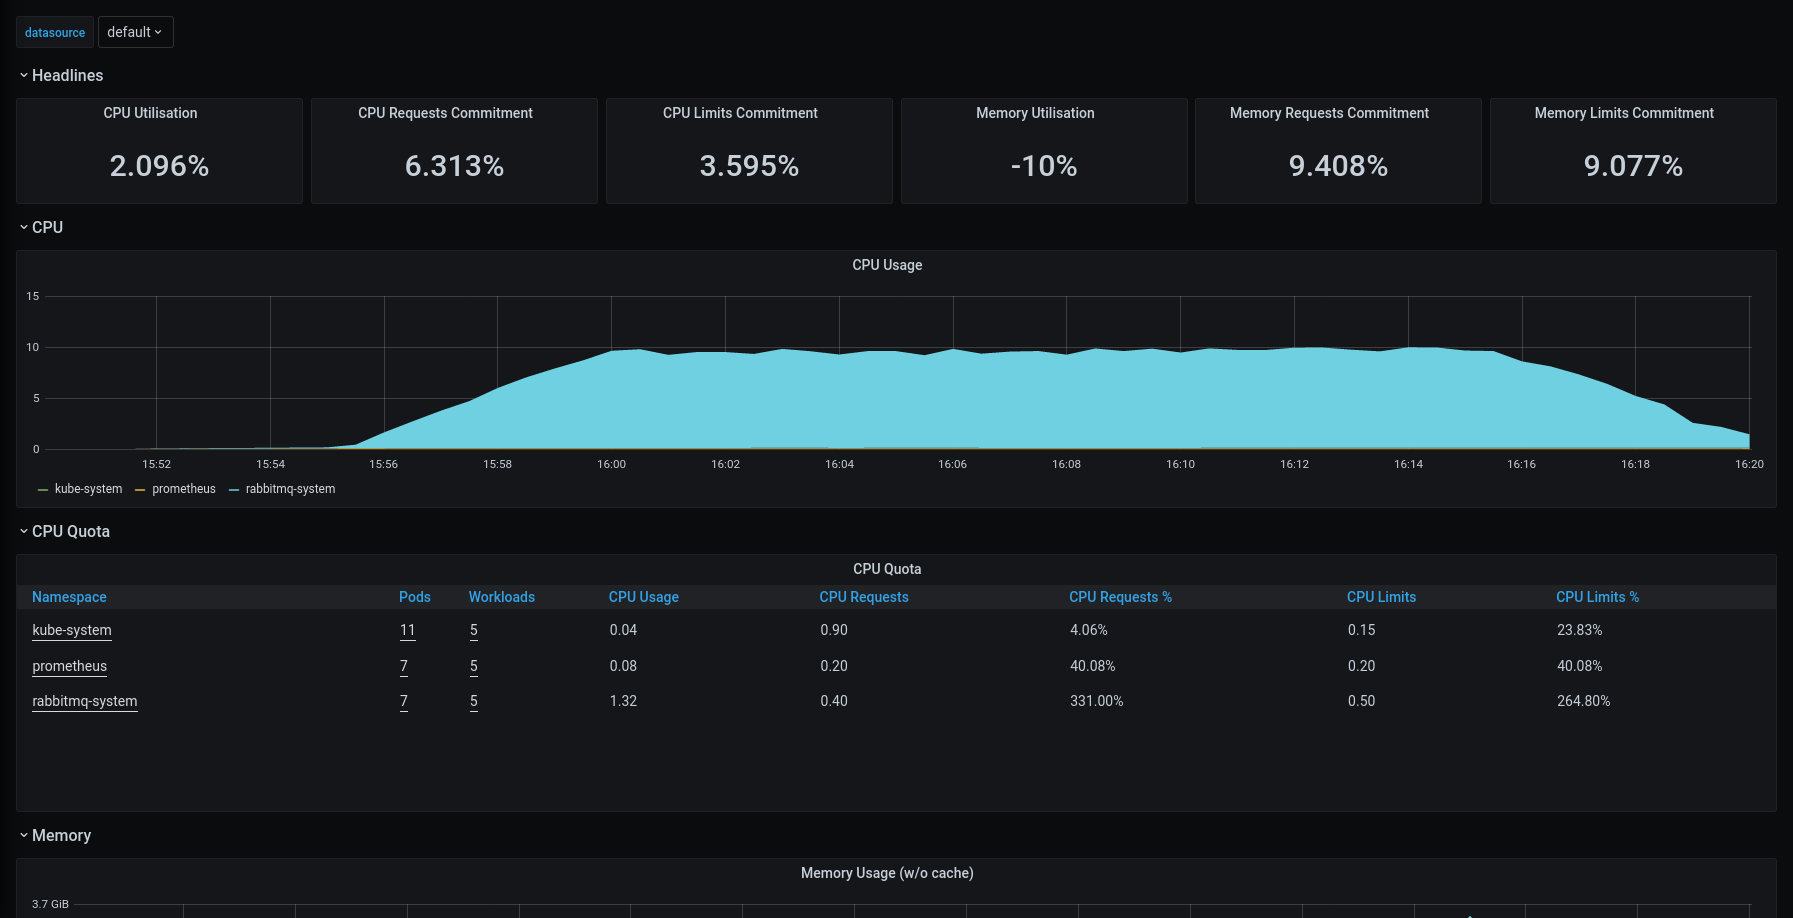 datasource default
Headlines
CPU Utilisation CPU Requests Commitment CPU Limits Commitment Memory Utilisation Memory Requests Commitment Memory Limits Commitment
2.096% 6.313% 3.595% -10% 9.408% 9.077%
CPU
CPU Usage
15
10
5
0
15:52 15:54 15:56 15:58 16:00 16:02 16:04 16:06 16:08 16:10 16:12 16:14 16:16 16:18 16:20
kube-system prometheus rabbitmq-system
CPU Quota
CPU Quota
Namespace Pods Workloads CPU Usage CPU Requests CPU Requests % CPU Limits CPU Limits %
kube-system 11 5 0.04 0.90 4.06% 0.15 23.83%
prometheus 7 5 0.08 0.20 40.08% 0.20 40.08%
rabbitmq-system 7 5 1.32 0.40 331.00% 0.50 264.80%
Memory
Memory Usage (w/o cache)
3.7 GiB